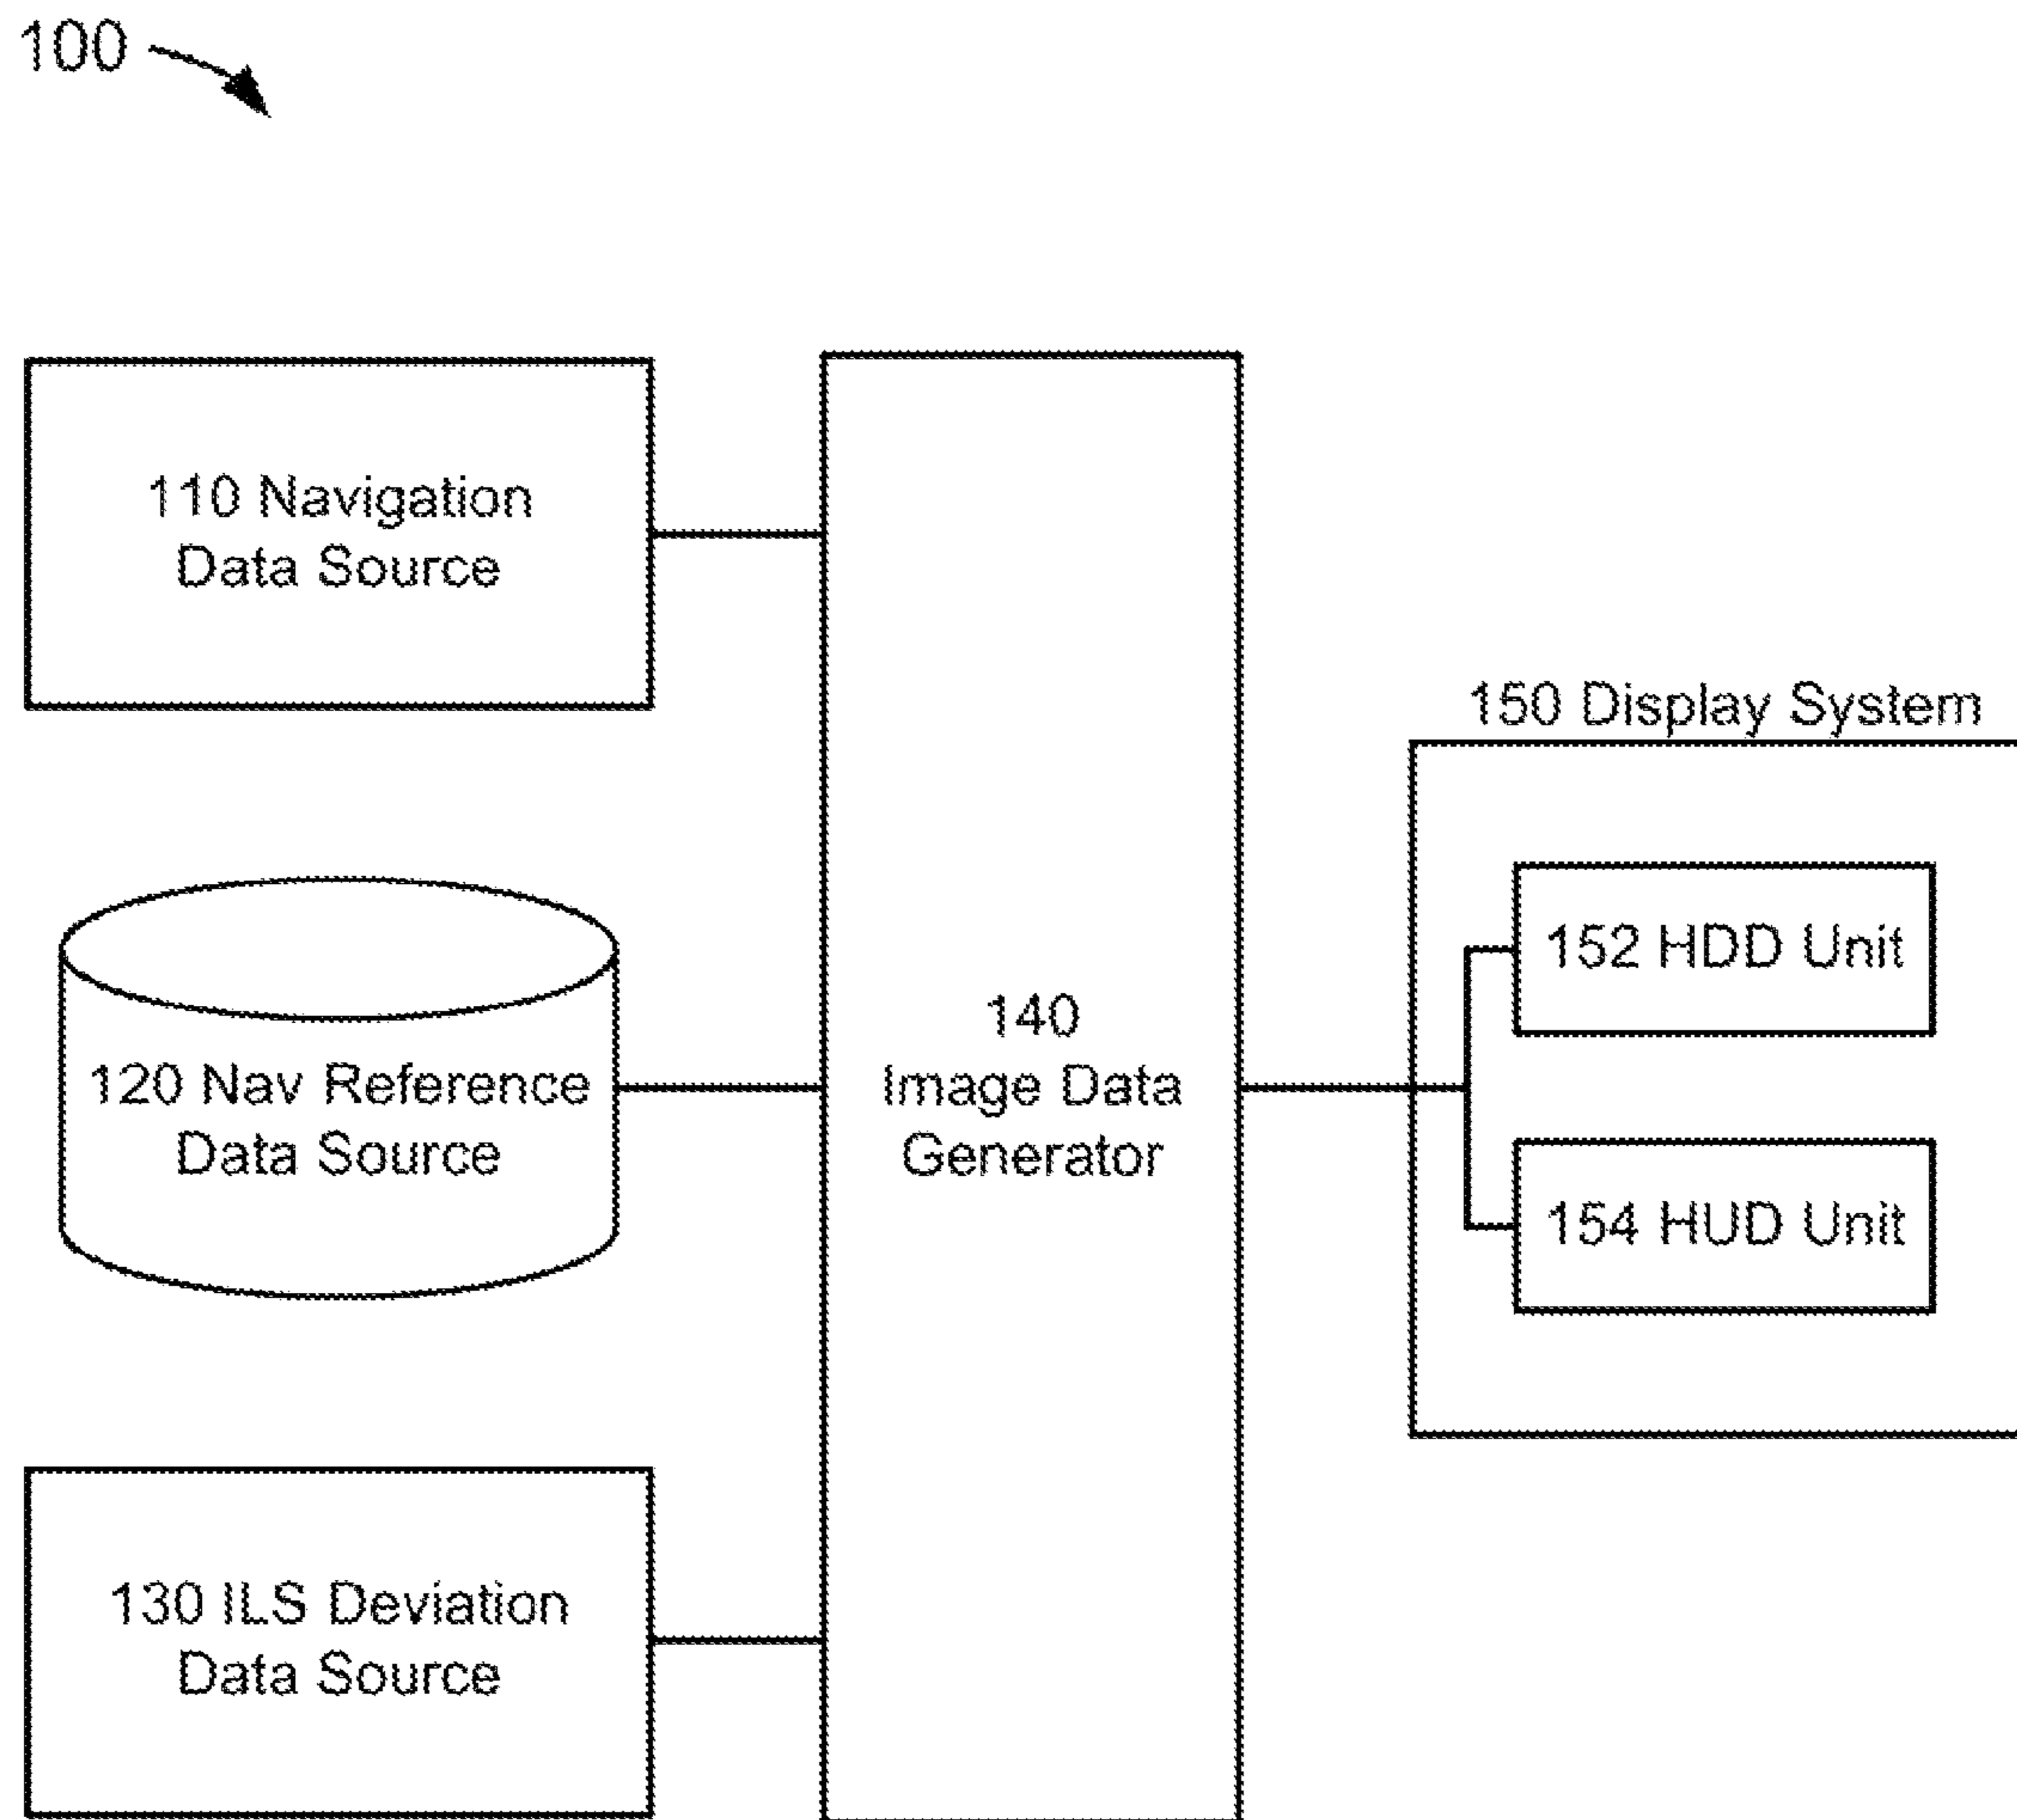 100
110 Navigation
Data Source
150 Display System
152 HDD Unit
120 Nav Reference
Data Source
140
Image Data
Generator
154 HUD Unit
130 ILS Deviation
Data Source